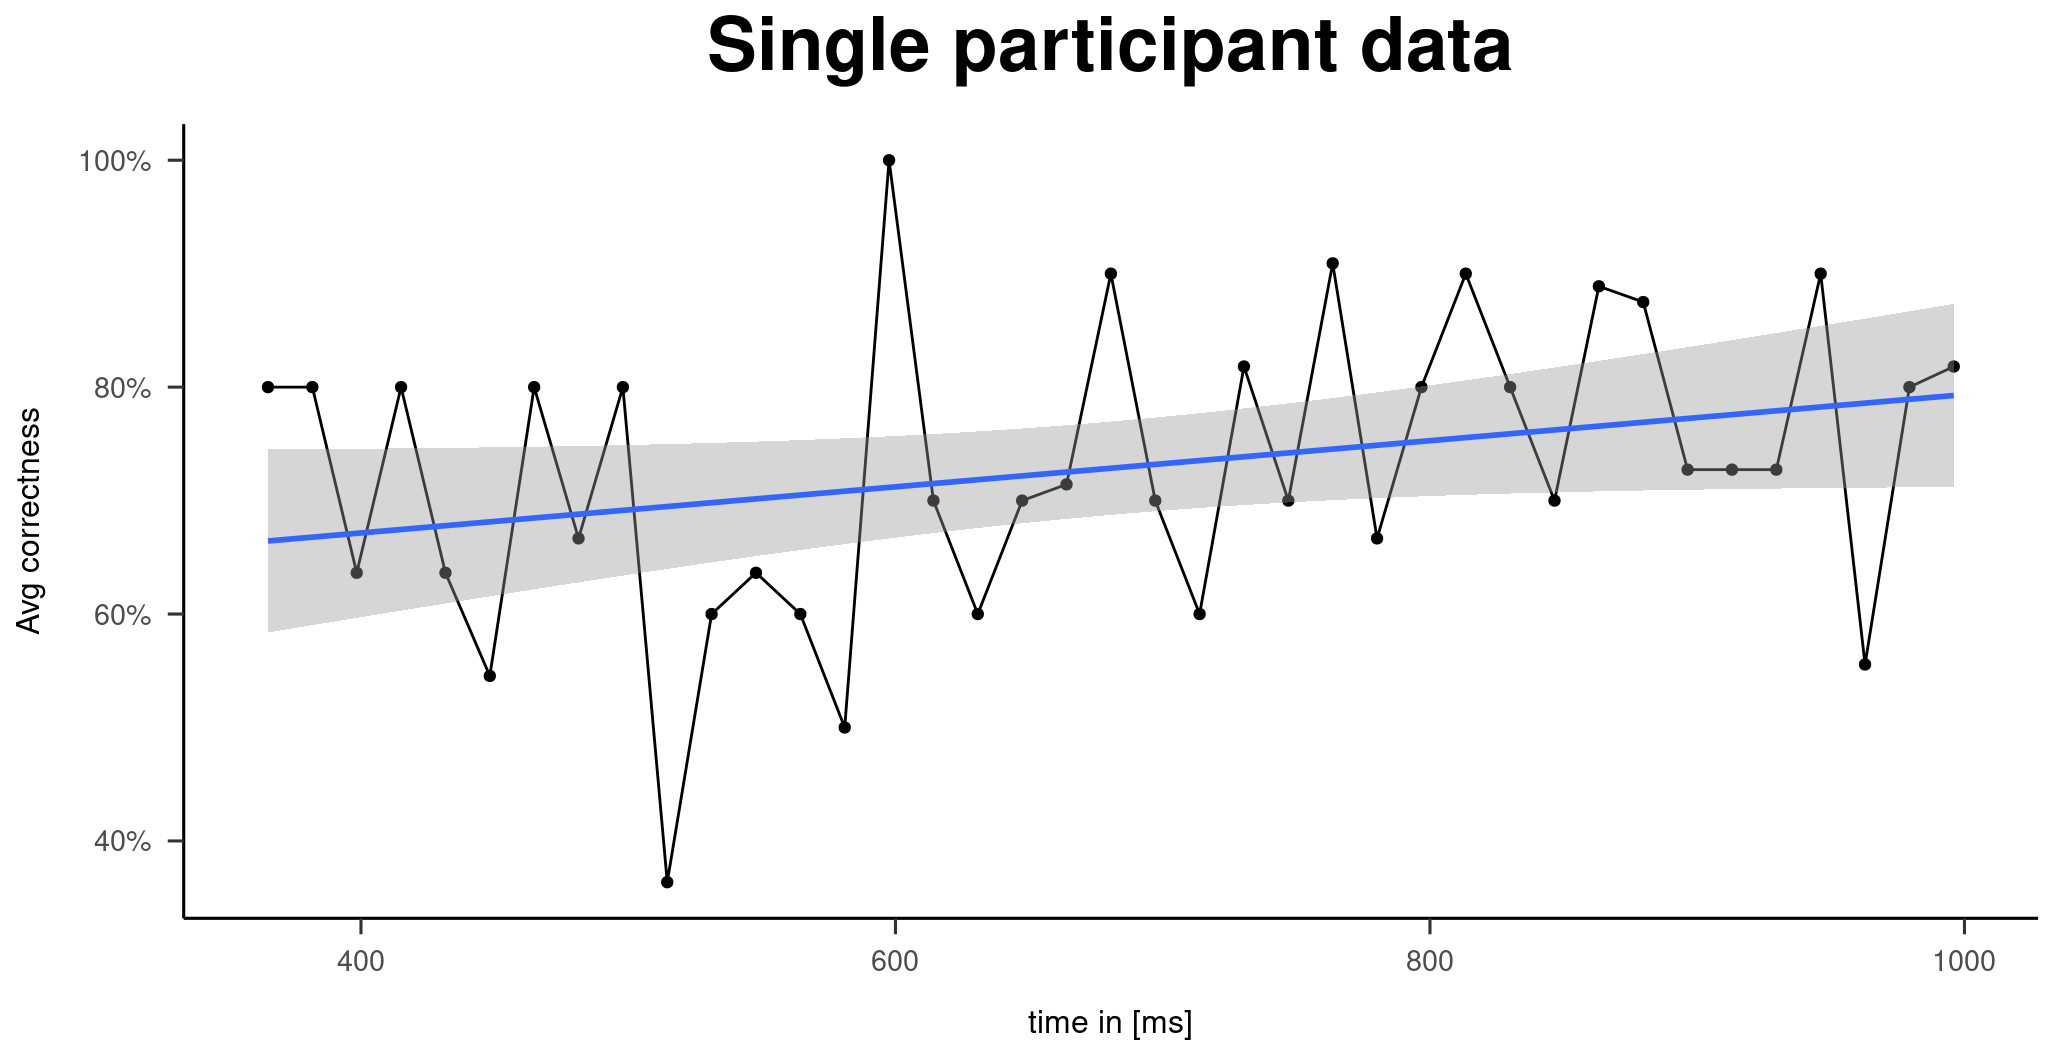 Single participant data
100%
80%
60%
40%
Avg correctness
400 600 800 1000
time in [ms]